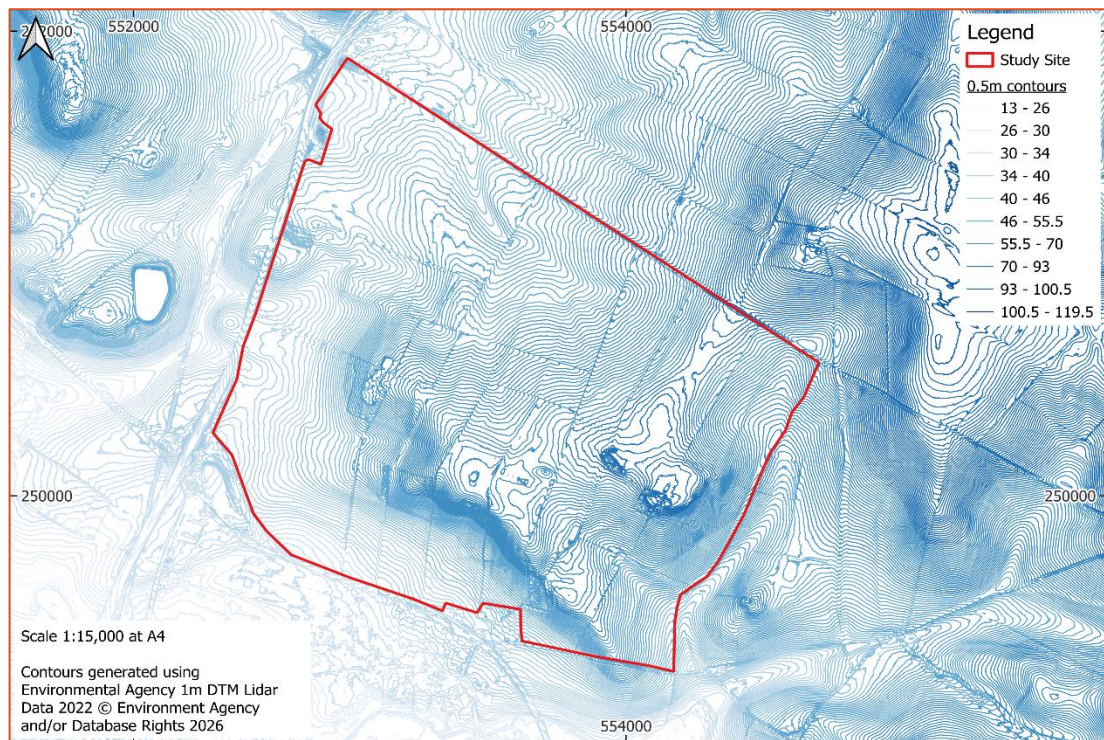 552000
554000
252000
Legend
Study Site
0.5m contours
13 - 26
26 - 30
30 - 34
34 - 40
40 - 46
46 - 55.5
55.5 - 70
70 - 93
93 - 100.5
100.5 - 119.5
250000
250000
Scale 1:15,000 at A4
Contours generated using
Environmental Agency 1m DTM Lidar
Data 2022 © Environment Agency
and/or Database Rights 2026
554000